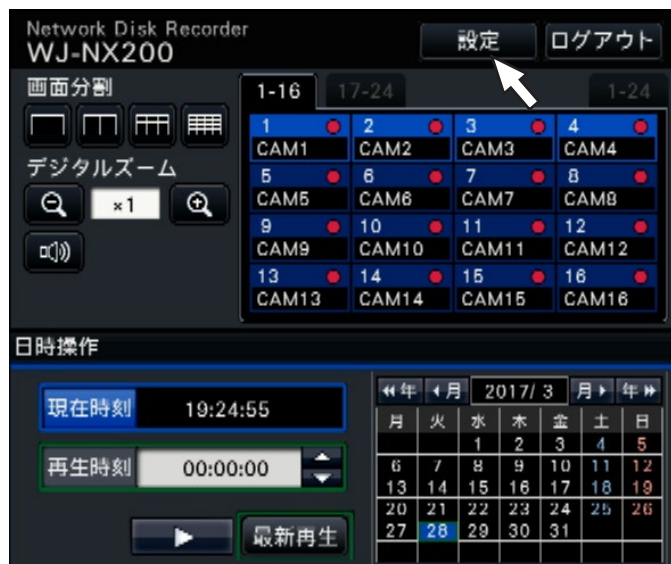 Network Disk Recorder
WJ-NX200
設定
ログアウト
画面分割
1-16 17-24 1-24
1 2 3 4
CAM1 CAM2 CAM3 CAM4
5 6 7 8
CAM5 CAM6 CAM7 CAM8
9 10 11 12
CAM9 CAM10 CAM11 CAM12
13 14 15 16
CAM13 CAM14 CAM15 CAM16
デジタルズーム
×1
日時操作
現在時刻 19:24:55
再生時刻 00:00:00
最新再生
年 月 2017/ 3 月 年
月 火 水 木 金 土 日
1 2 3 4 5
6 7 8 9 10 11 12
13 14 15 16 17 18 19
20 21 22 23 24 25 26
27 28 29 30 31